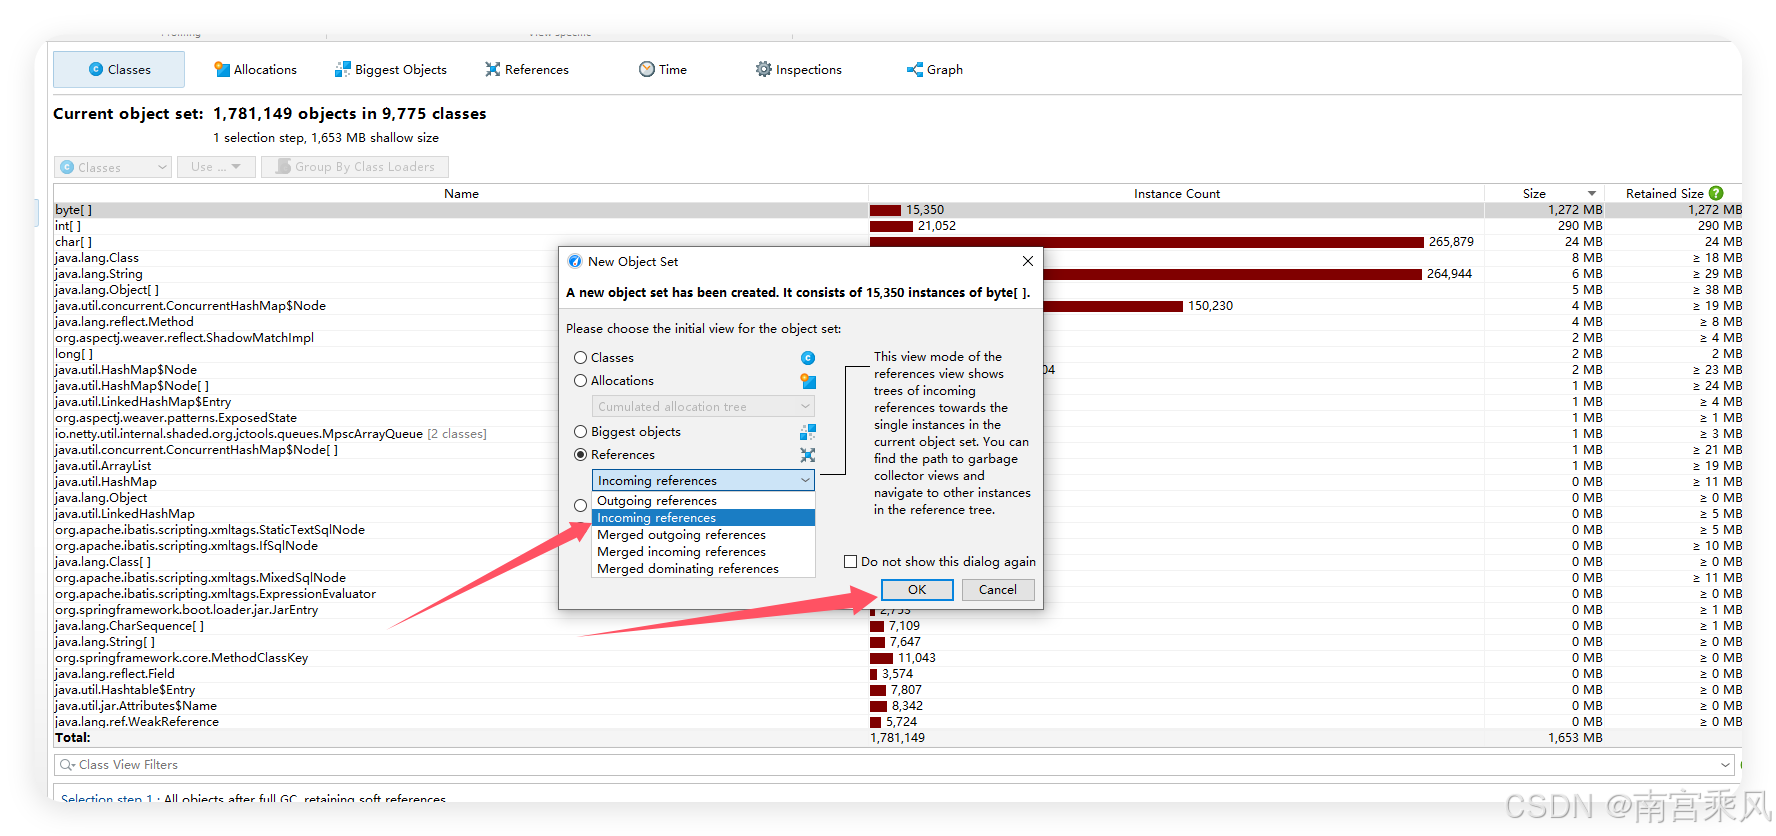 Classes
Allocations
Biggest Objects
References
Time
Inspections
Graph
Current object set: 1,781,149 objects in 9,775 classes
1 selection step, 1,653 MB shallow size
Classes
Use ...
Group By Class Loaders
Name Instance Count Size Retained Size
byte[ ] 15,350 1,272 MB 1,272 MB
int[ ] 21,052 290 MB 290 MB
char[ ] 265,879 24 MB 24 MB
java.lang.Class 8 MB ≥ 18 MB
java.lang.String 264,944 6 MB ≥ 29 MB
java.lang.Object[ ] 5 MB ≥ 38 MB
java.util.concurrent.ConcurrentHashMap$Node 150,230 4 MB ≥ 19 MB
java.lang.reflect.Method 4 MB ≥ 8 MB
org.aspectj.weaver.reflect.ShadowMatchImpl 2 MB ≥ 4 MB
long[ ] 2 MB 2 MB
java.util.HashMap$Node 04 2 MB ≥ 23 MB
java.util.HashMap$Node[ ] 1 MB ≥ 24 MB
java.util.LinkedHashMap$Entry 1 MB ≥ 4 MB
org.aspectj.weaver.patterns.ExposedState 1 MB ≥ 1 MB
io.netty.util.internal.shaded.org.jctools.queues.MpscArrayQueue [2 classes] 1 MB ≥ 3 MB
java.util.concurrent.ConcurrentHashMap$Node[ ] 1 MB ≥ 21 MB
java.util.ArrayList 1 MB ≥ 19 MB
java.util.HashMap 0 MB ≥ 11 MB
java.lang.Object 0 MB ≥ 0 MB
java.util.LinkedHashMap 0 MB ≥ 5 MB
org.apache.ibatis.scripting.xmltags.StaticTextSqlNode 0 MB ≥ 5 MB
org.apache.ibatis.scripting.xmltags.IfSqlNode 0 MB ≥ 10 MB
java.lang.Class[ ] 0 MB ≥ 0 MB
org.apache.ibatis.scripting.xmltags.MixedSqlNode 0 MB ≥ 11 MB
org.apache.ibatis.scripting.xmltags.ExpressionEvaluator 0 MB ≥ 0 MB
org.springframework.boot.loader.jar.JarEntry 2,753 0 MB ≥ 1 MB
java.lang.CharSequence[ ] 7,109 0 MB ≥ 1 MB
java.lang.String[ ] 7,647 0 MB ≥ 0 MB
org.springframework.core.MethodClassKey 11,043 0 MB ≥ 0 MB
java.lang.reflect.Field 3,574 0 MB ≥ 0 MB
java.util.Hashtable$Entry 7,807 0 MB ≥ 0 MB
java.util.jar.Attributes$Name 8,342 0 MB ≥ 0 MB
java.lang.ref.WeakReference 5,724 0 MB ≥ 0 MB
Total: 1,781,149 1,653 MB
Class View Filters
Selection step 1 : All objects after full GC, retaining soft references
New Object Set
A new object set has been created. It consists of 15,350 instances of byte[ ].
Please choose the initial view for the object set:
Classes
Allocations
Cumulated allocation tree
Biggest objects
References
Incoming references
Outgoing references
Incoming references
Merged outgoing references
Merged incoming references
Merged dominating references
This view mode of the
references view shows
trees of incoming
references towards the
single instances in the
current object set. You can
find the path to garbage
collector views and
navigate to other instances
in the reference tree.
Do not show this dialog again
OK
Cancel
CSDN @南宫乘风